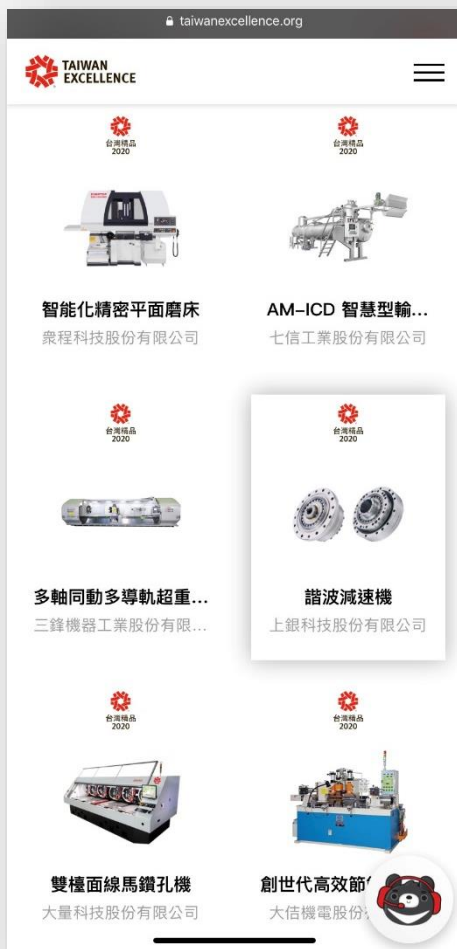 taiwanexcellence.org
TAIWAN
EXCELLENCE
台灣精品
2020
台灣精品
2020
智能化精密平面磨床
AM-ICD 智慧型輸...
衆程科技股份有限公司
七信工業股份有限公司
台灣精品
2020
台灣精品
2020
多軸同動多導軌超重...
諧波減速機
三鋒機器工業股份有限...
上銀科技股份有限公司
台灣精品
2020
台灣精品
2020
雙檯面線馬鑽孔機
創世代高效節
大量科技股份有限公司
大佶機電股份